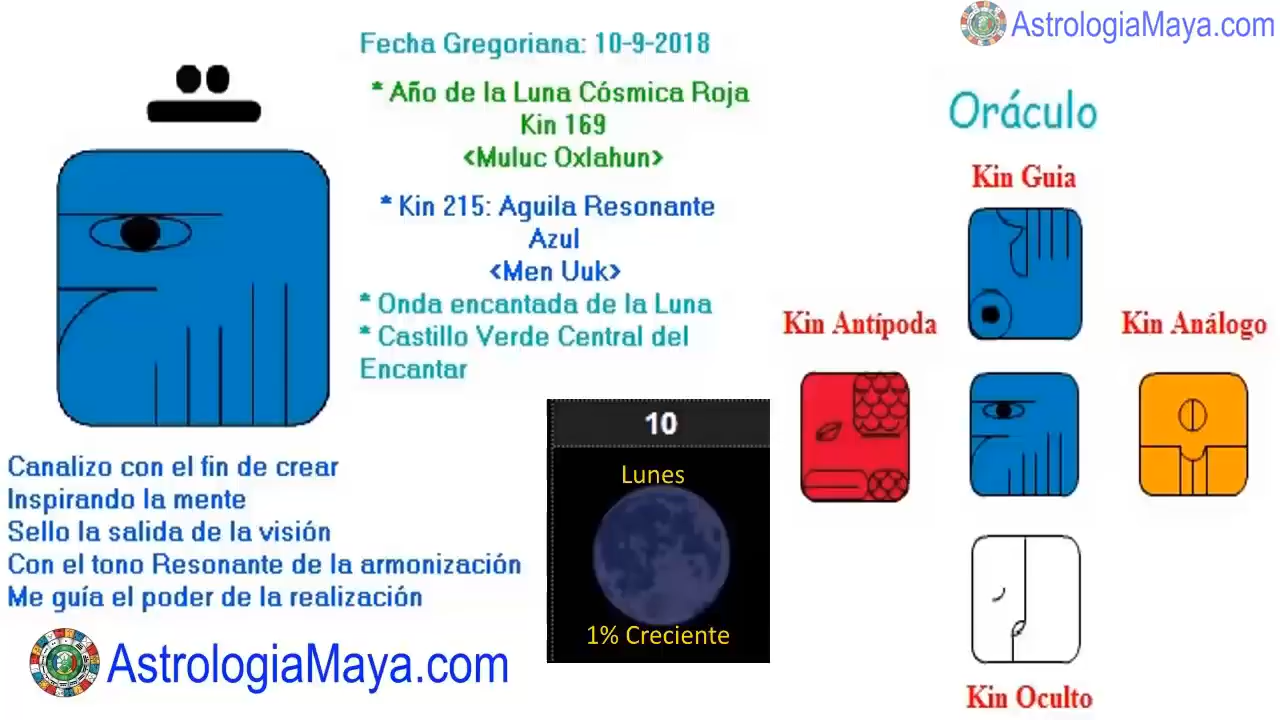 Fecha Gregoriana: 10-9-2018
* Año de la Luna Cósmica Roja
Kin 169
<Muluc Oxlahun>
* Kin 215: Aguila Resonante
Azul
<Men Uuk>
* Onda encantada de la Luna
* Castillo Verde Central del
Encantar
Canalizo con el fin de crear
Inspirando la mente
Sello la salida de la visión
Con el tono Resonante de la armonización
Me guía el poder de la realización
AstrologiaMaya.com
10
Lunes
1% Creciente
AstrologiaMaya.com
Oráculo
Kin Guia
Kin Antípoda
Kin Análogo
Kin Oculto